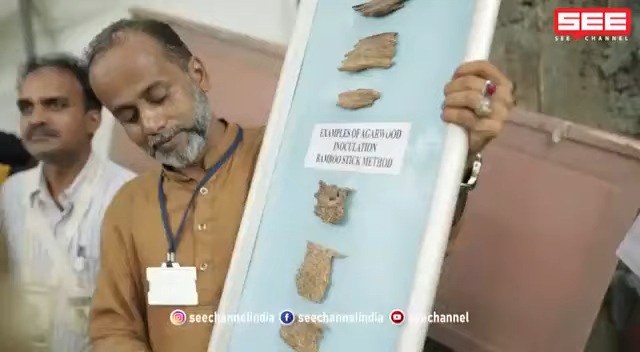 SEE
SEE CHANNEL
EXAMPLES OF AGARWOOD
INOCULATION
BAMBOO STICK METHOD
seechannelindia seechannelindia seechannel